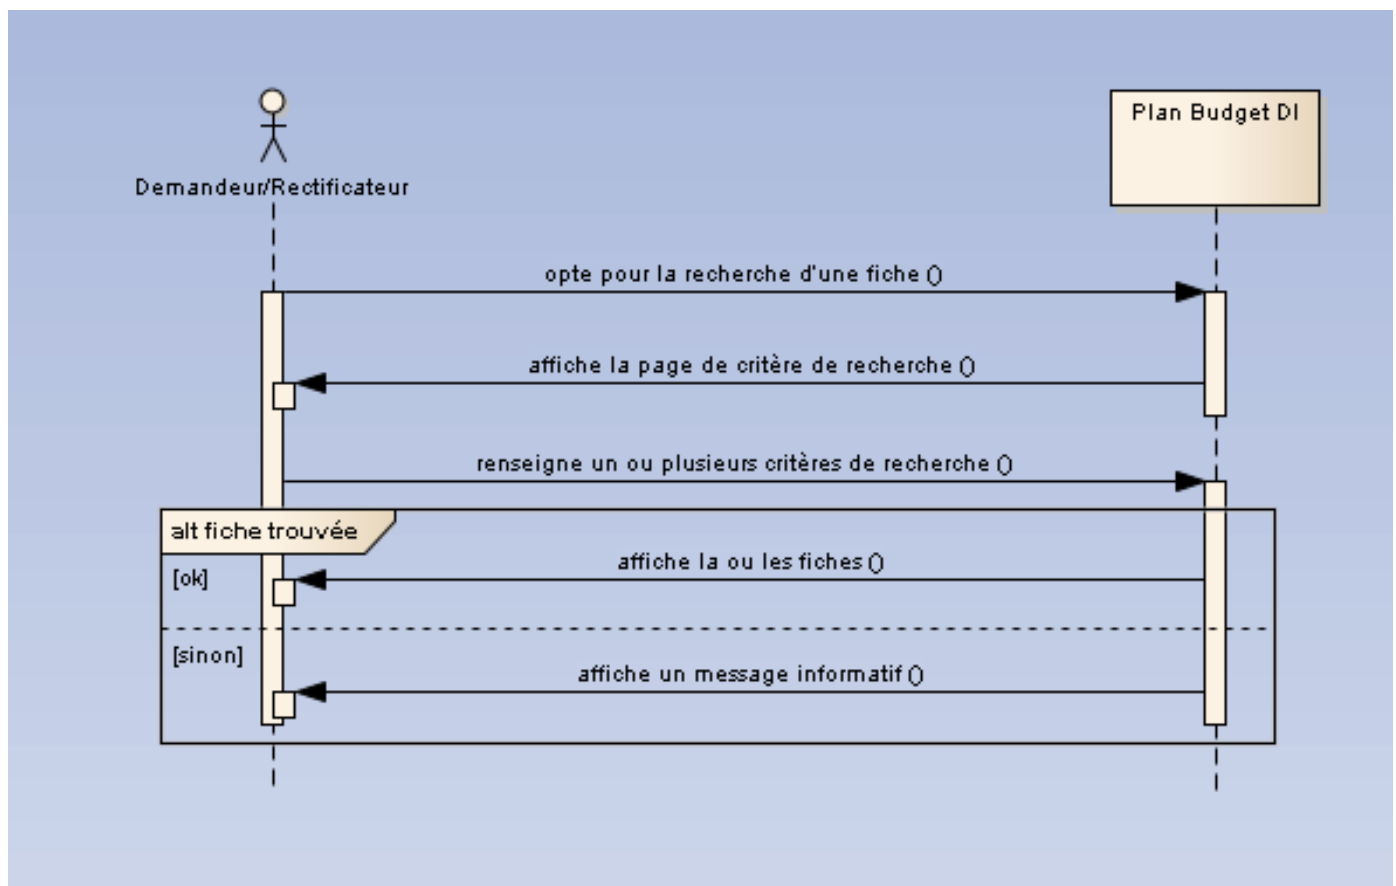 Plan Budget DI
Demandeur/Rectificateur
opte pour la recherche d'une fiche ()
affiche la page de critère de recherche ()
renseigne un ou plusieurs critères de recherche ()
alt fiche trouvée
affiche la ou les fiches ()
[ok]
[sinon]
affiche un message informatif ()